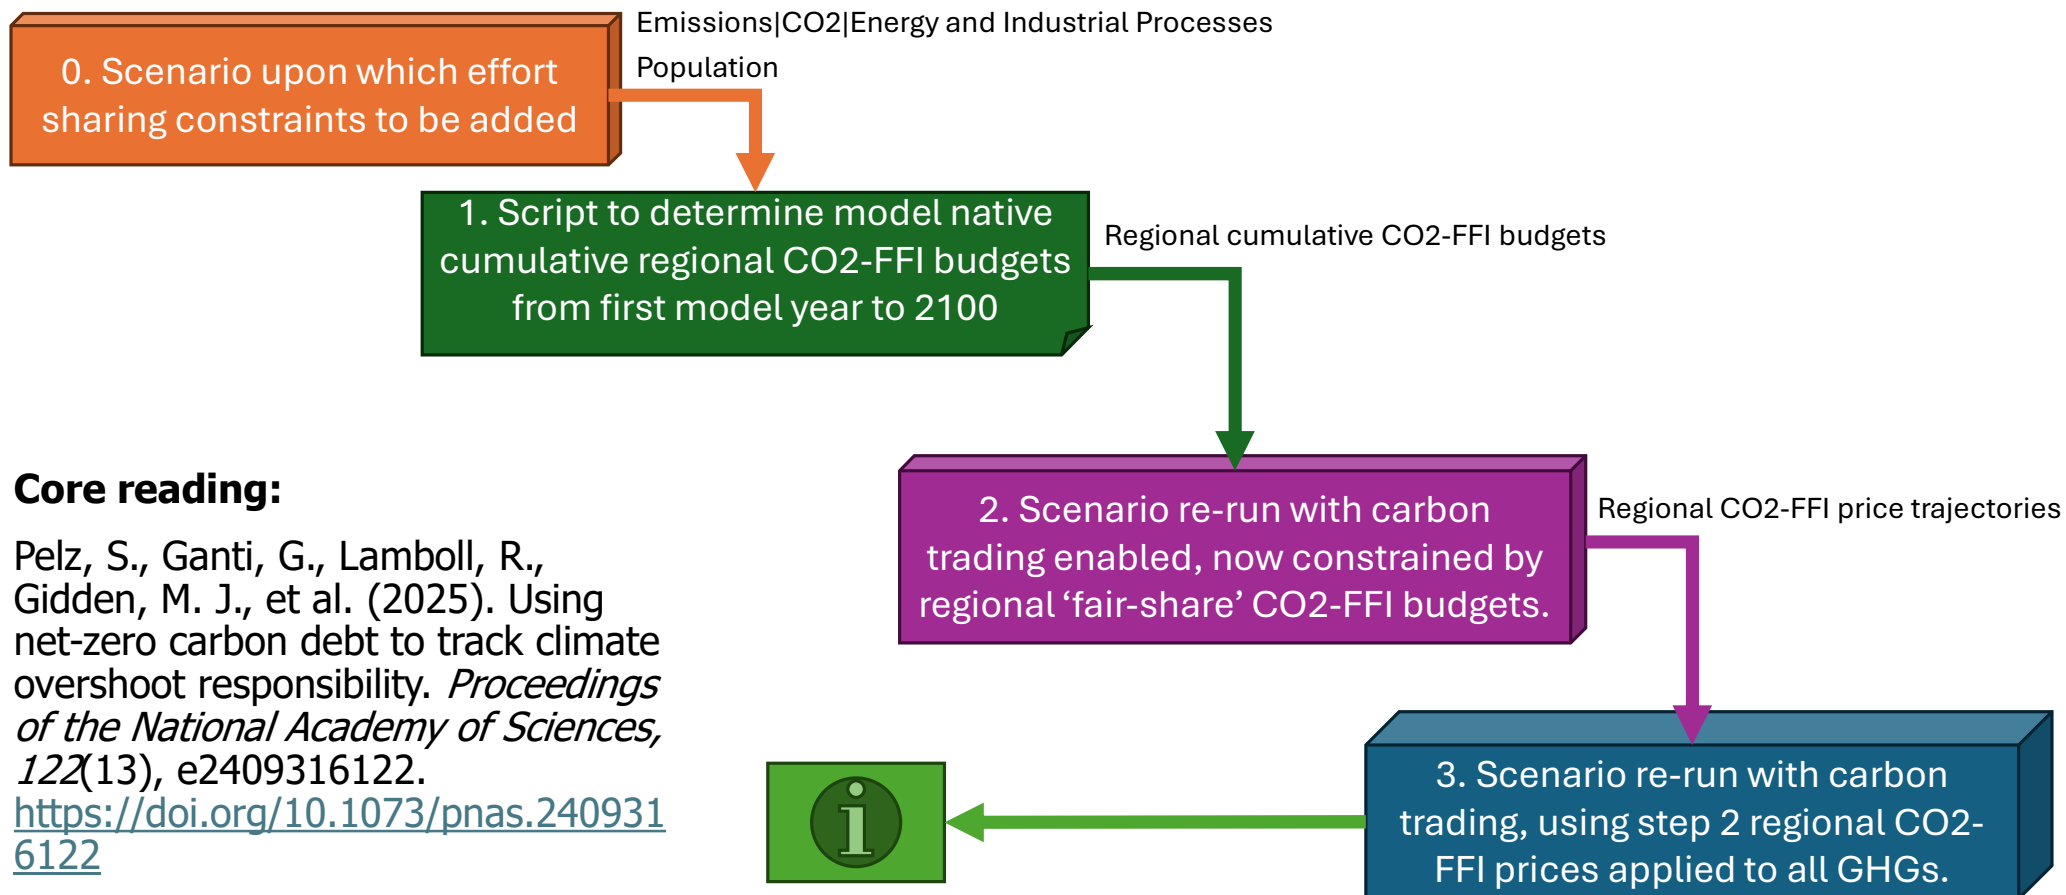 Emissions|CO2|Energy and Industrial Processes
Population
0. Scenario upon which effort
sharing constraints to be added
1. Script to determine model native
cumulative regional CO2-FFI budgets
from first model year to 2100
Regional cumulative CO2-FFI budgets
2. Scenario re-run with carbon
trading enabled, now constrained by
regional ‘fair-share’ CO2-FFI budgets.
Regional CO2-FFI price trajectories
3. Scenario re-run with carbon
trading, using step 2 regional CO2-
FFI prices applied to all GHGs.
Core reading:
Pelz, S., Ganti, G., Lamboll, R.,
Gidden, M. J., et al. (2025). Using
net-zero carbon debt to track climate
overshoot responsibility. Proceedings
of the National Academy of Sciences,
122(13), e2409316122.
https://doi.org/10.1073/pnas.240931
6122
i